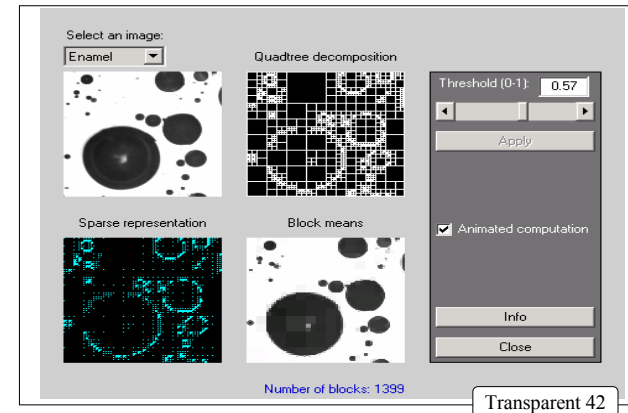 Select an image:
Enamel
Quadtree decomposition
Threshold (0-1): 0.57
Apply
Sparse representation
Block means
Animated computation
Info
Close
Number of blocks: 1399
Transparent 42